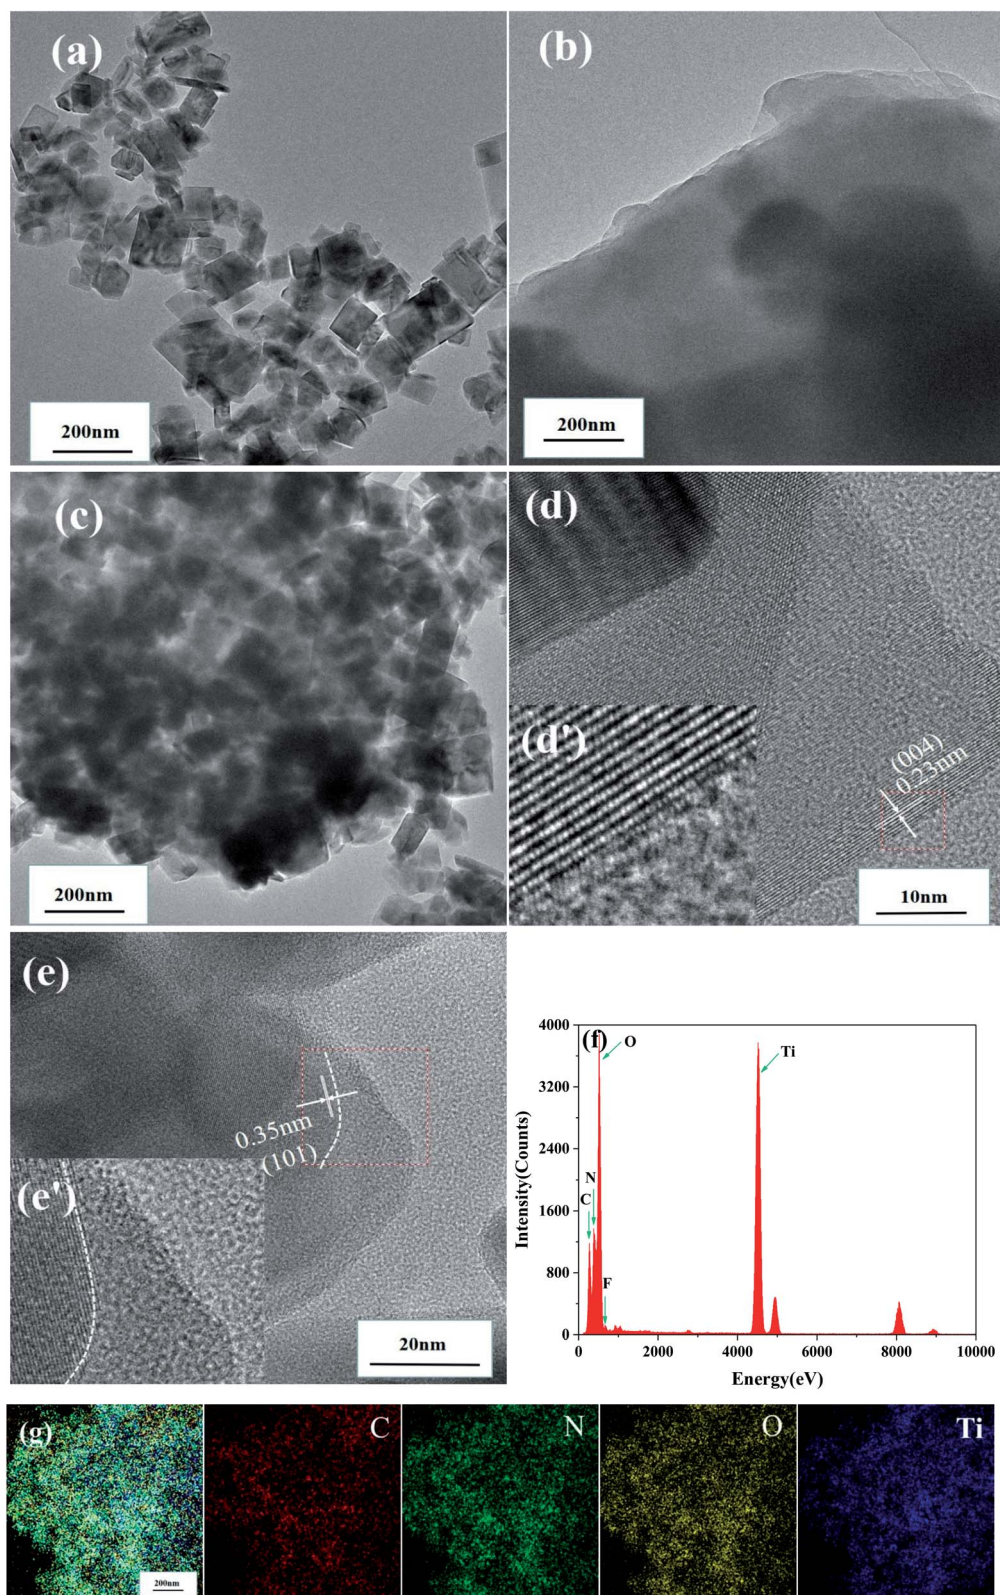 (a)
200nm
(b)
200nm
(c)
200nm
(d)
(d')
(004)
0.23nm
10nm
(e)
0.35nm
(101)
(e')
20nm
(f)
4000
3200
2400
1600
800
0
Intensity(Counts)
O
Ti
N
C
F
0 2000 4000 6000 8000 10000
Energy(eV)
(g)
200nm
C
N
O
Ti